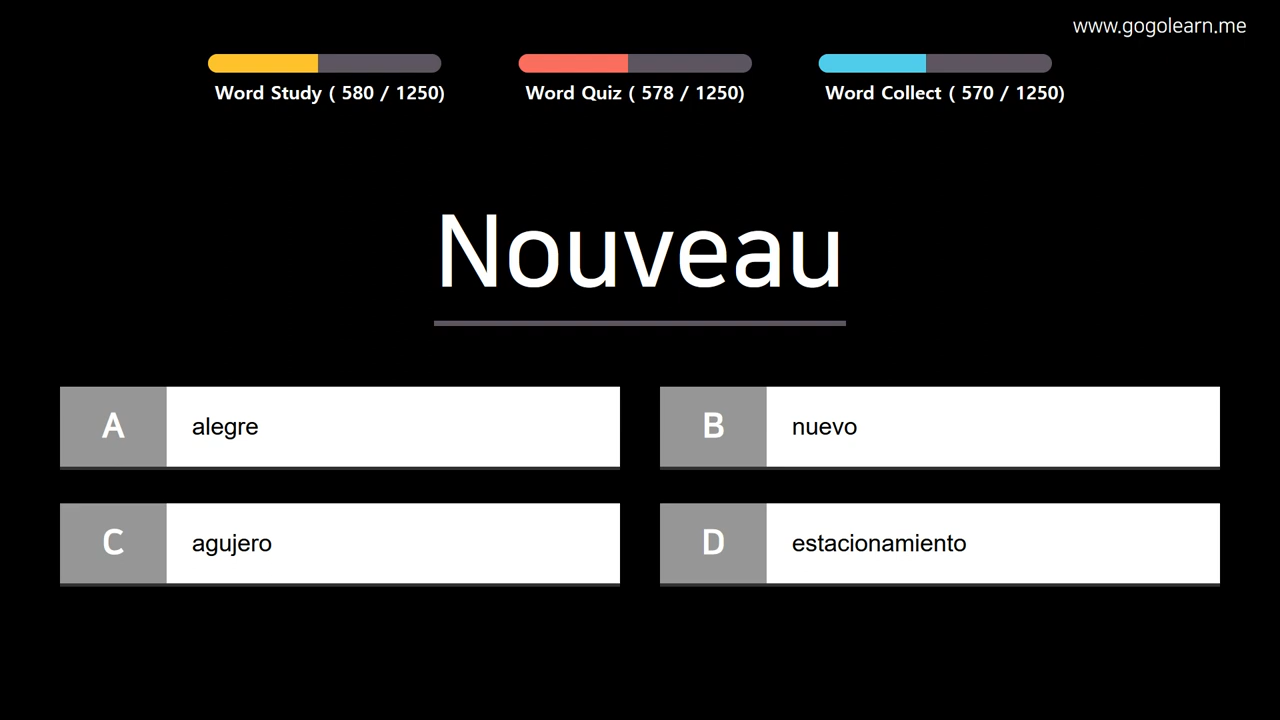 www.gogolearn.me
Word Study ( 580 / 1250)
Word Quiz ( 578 / 1250)
Word Collect ( 570 / 1250)
Nouveau
A alegre
B nuevo
C agujero
D estacionamiento